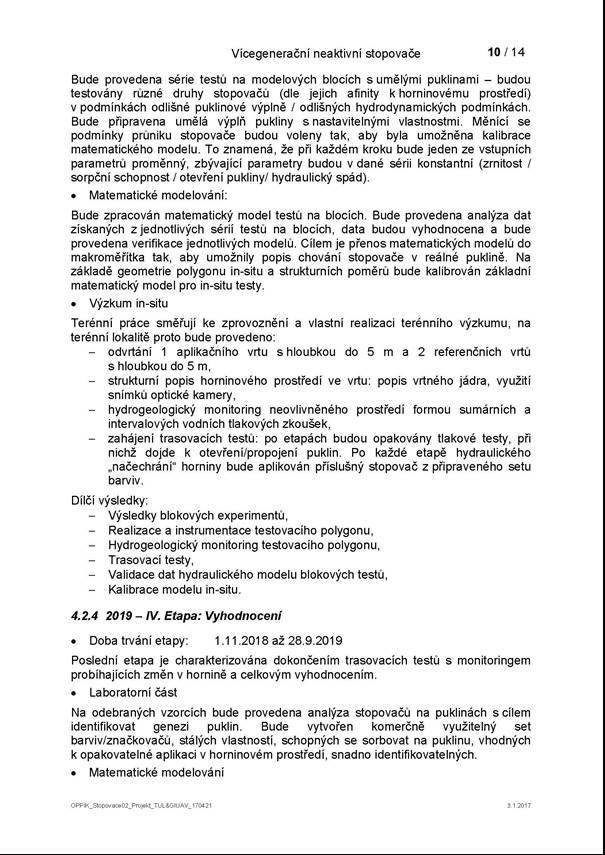 Vícegenerační neaktivní stopovače 10 / 14
Bude provedena série testů na modelových blocích s umělými puklinami – budou
testovány různé druhy stopovačů (dle jejich afinity k horninovému prostředí)
v podmínkách odlišné puklinové výplně / odlišných hydrodynamických podmínkách.
Bude připravena umělá výplň pukliny s nastavitelnými vlastnostmi. Měnící se
podmínky průniku stopovače budou voleny tak, aby byla umožněna kalibrace
matematického modelu. To znamená, že při každém kroku bude jeden ze vstupních
parametrů proměnný, zbývající parametry budou v dané sérii konstantní (zrnitost /
sorpční schopnost / otevření pukliny/ hydraulický spád).
• Matematické modelování:
Bude zpracován matematický model testů na blocích. Bude provedena analýza dat
získaných z jednotlivých sérií testů na blocích, data budou vyhodnocena a bude
provedena verifikace jednotlivých modelů. Cílem je přenos matematických modelů do
makroměřítka tak, aby umožnily popis chování stopovače v reálné puklině. Na
základě geometrie polygonu in-situ a strukturních poměrů bude kalibrován základní
matematický model pro in-situ testy.
• Výzkum in-situ
Terénní práce směřují ke zprovoznění a vlastní realizaci terénního výzkumu, na
terénní lokalitě proto bude provedeno:
– odvrtání 1 aplikačního vrtu s hloubkou do 5 m a 2 referenčních vrtů
s hloubkou do 5 m,
– strukturní popis horninového prostředí ve vrtu: popis vrtného jádra, využití
snímků optické kamery,
– hydrogeologický monitoring neovlivněného prostředí formou sumárních a
intervalových vodních tlakových zkoušek,
– zahájení trasovacích testů: po etapách budou opakovány tlakové testy, při
nichž dojde k otevření/propojení puklin. Po každé etapě hydraulického
„načechrání“ horniny bude aplikován příslušný stopovač z připraveného setu
barviv.
Dílčí výsledky:
– Výsledky blokových experimentů,
– Realizace a instrumentace testovacího polygonu,
– Hydrogeologický monitoring testovacího polygonu,
– Trasovací testy,
– Validace dat hydraulického modelu blokových testů,
– Kalibrace modelu in-situ.
4.2.4 2019 – IV. Etapa: Vyhodnocení
• Doba trvání etapy: 1.11.2018 až 28.9.2019
Poslední etapa je charakterizována dokončením trasovacích testů s monitoringem
probíhajících změn v hornině a celkovým vyhodnocením.
• Laboratorní část
Na odebraných vzorcích bude provedena analýza stopovačů na puklinách s cílem
identifikovat genezi puklin. Bude vytvořen komerčně využitelný set
barviv/značkovačů, stálých vlastností, schopných se sorbovat na puklinu, vhodných
k opakovatelné aplikaci v horninovém prostředí, snadno identifikovatelných.
• Matematické modelování
OPPIK_Stopovace02_Projekt_TUL&GIUAV_170421 3.1.2017